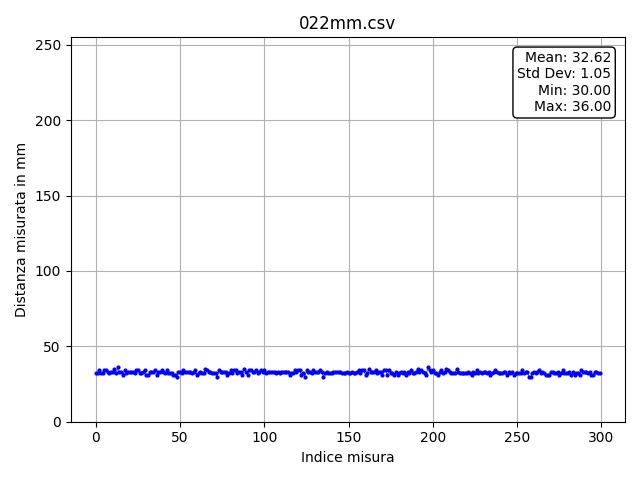 022mm.csv
Mean: 32.62
Std Dev: 1.05
Min: 30.00
Max: 36.00
Distanza misurata in mm
250
200
150
100
50
0
0 50 100 150 200 250 300
Indice misura